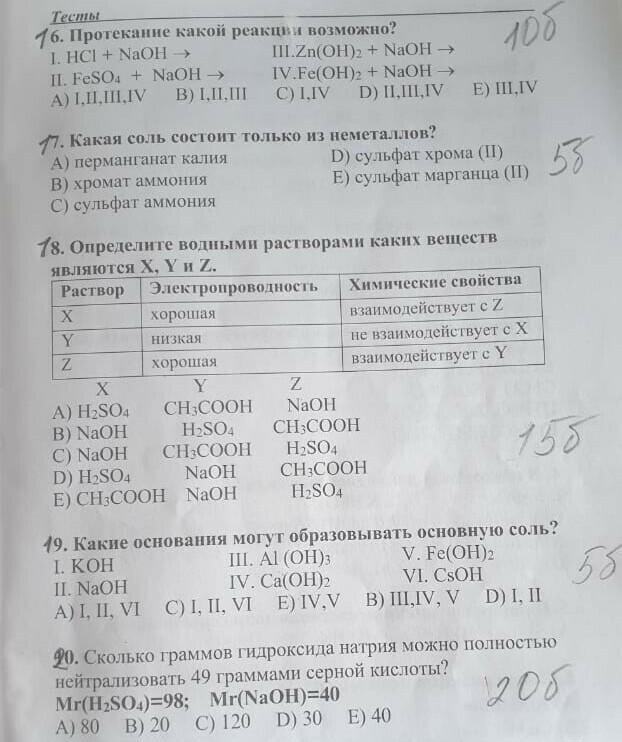 Тесты
16. Протекание какой реакции возможно? 10б
I. HCl + NaOH → III.Zn(OH)₂ + NaOH →
II. FeSO₄ + NaOH → IV.Fe(OH)₂ + NaOH →
A) I,II,III,IV B) I,II,III C) I,IV D) II,III,IV E) III,IV
17. Какая соль состоит только из неметаллов?
A) перманганат калия D) сульфат хрома (II) 5б
B) хромат аммония E) сульфат марганца (II)
C) сульфат аммония
18. Определите водными растворами каких веществ
являются X, Y и Z.
Раствор Электропроводность Химические свойства
X хорошая взаимодействует с Z
Y низкая не взаимодействует с X
Z хорошая взаимодействует с Y
X Y Z
A) H₂SO₄ CH₃COOH NaOH
B) NaOH H₂SO₄ CH₃COOH
C) NaOH CH₃COOH H₂SO₄ 15б
D) H₂SO₄ NaOH CH₃COOH
E) CH₃COOH NaOH H₂SO₄
19. Какие основания могут образовывать основную соль?
I. KOH III. Al (OH)₃ V. Fe(OH)₂
II. NaOH IV. Ca(OH)₂ VI. CsOH 5б
A) I, II, VI C) I, II, VI E) IV,V B) III,IV, V D) I, II
20. Сколько граммов гидроксида натрия можно полностью
нейтрализовать 49 граммами серной кислоты?
Mr(H₂SO₄)=98; Mr(NaOH)=40 20б
A) 80 B) 20 C) 120 D) 30 E) 40